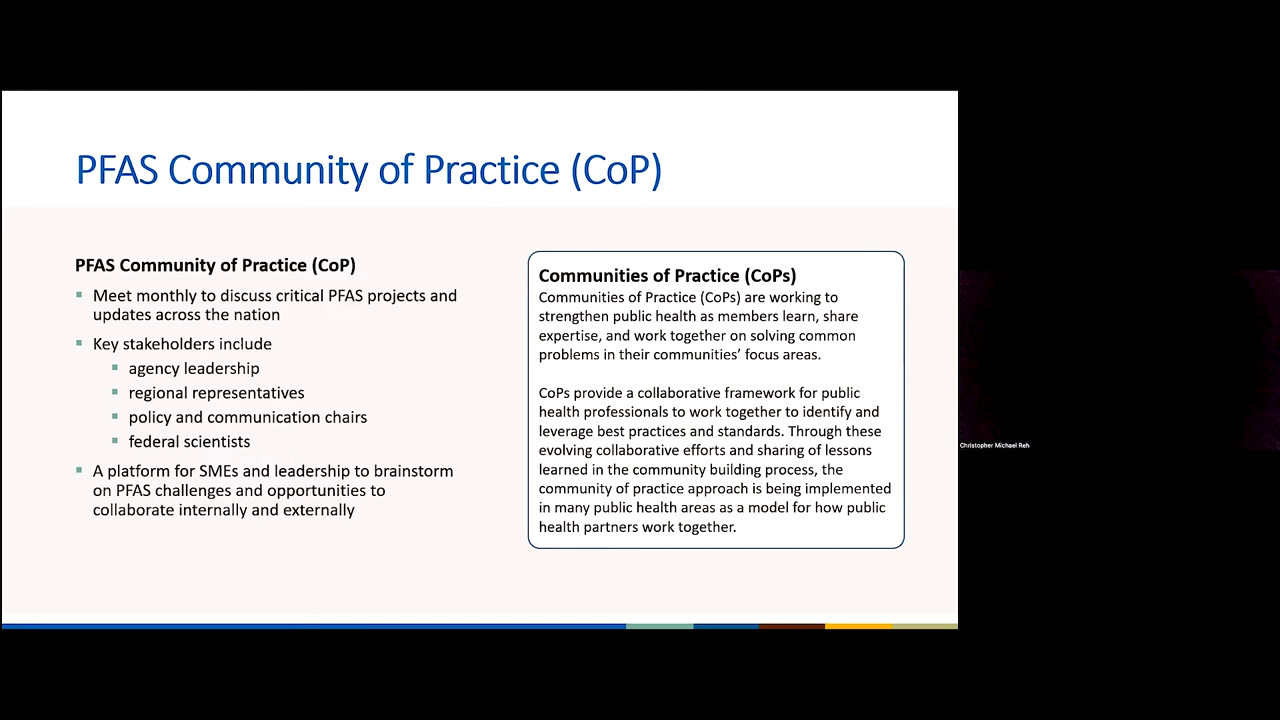 PFAS Community of Practice (CoP)
PFAS Community of Practice (CoP)
Meet monthly to discuss critical PFAS projects and
updates across the nation
Key stakeholders include
agency leadership
regional representatives
policy and communication chairs
federal scientists
A platform for SMEs and leadership to brainstorm
on PFAS challenges and opportunities to
collaborate internally and externally
Communities of Practice (CoPs)
Communities of Practice (CoPs) are working to
strengthen public health as members learn, share
expertise, and work together on solving common
problems in their communities’ focus areas.
CoPs provide a collaborative framework for public
health professionals to work together to identify and
leverage best practices and standards. Through these
evolving collaborative efforts and sharing of lessons
learned in the community building process, the
community of practice approach is being implemented
in many public health areas as a model for how public
health partners work together.
Christopher Michael Reh